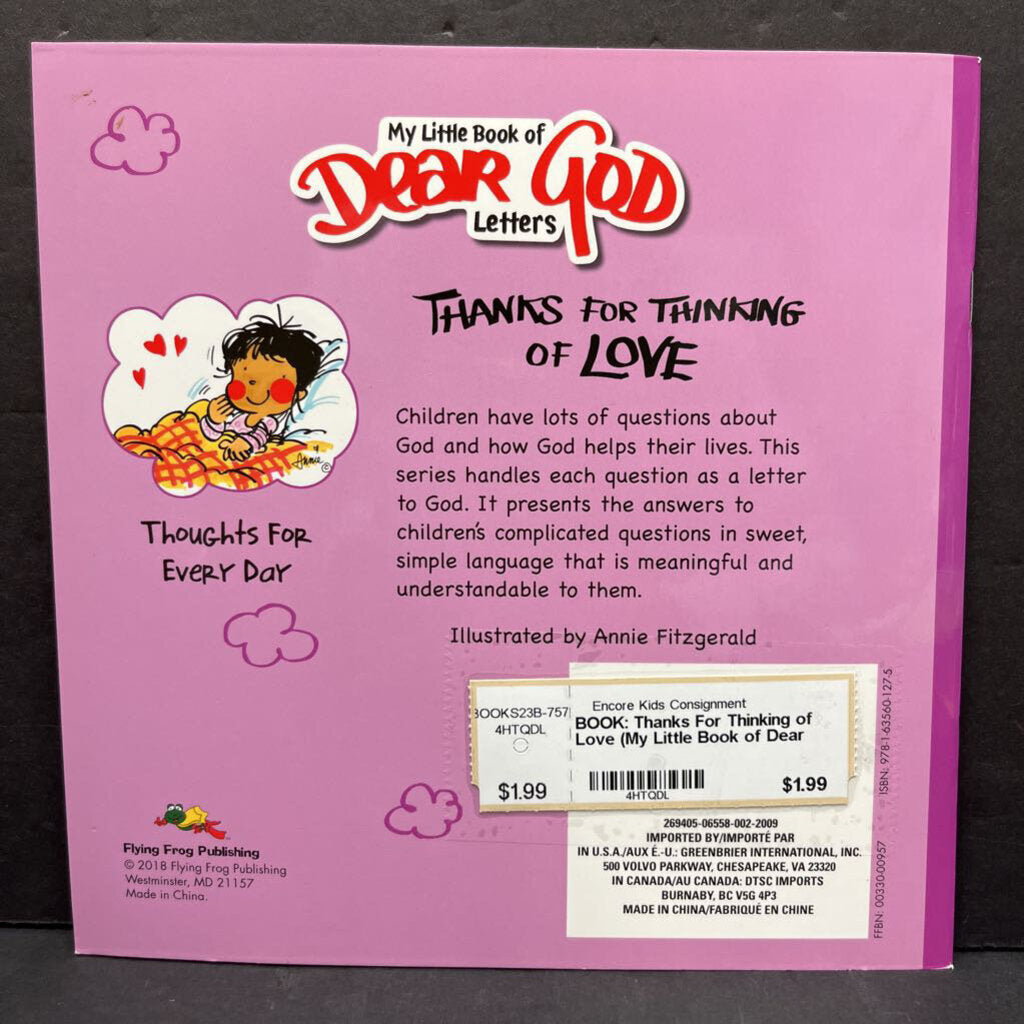 My Little Book of
Dear God
Letters
Thanks for Thinking
of Love
Children have lots of questions about
God and how God helps their lives. This
series handles each question as a letter
to God. It presents the answers to
children's complicated questions in sweet,
simple language that is meaningful and
understandable to them.
Illustrated by Annie Fitzgerald
Annie ©
Thoughts For
Every Day
BOOKS23B-757
4HTQDL
$1.99
Encore Kids Consignment
BOOK: Thanks For Thinking of
Love (My Little Book of Dear
4HTQDL
$1.99
269405-06558-002-2009
IMPORTED BY/IMPORTÉ PAR
IN U.S.A./AUX É.-U.: GREENBRIER INTERNATIONAL, INC.
500 VOLVO PARKWAY, CHESAPEAKE, VA 23320
IN CANADA/AU CANADA: DTSC IMPORTS
BURNABY, BC V5G 4P3
MADE IN CHINA/FABRIQUÉ EN CHINE
ISBN: 978-1-63560-127-5
FFBN: 00330-00957
Flying Frog Publishing
© 2018 Flying Frog Publishing
Westminster, MD 21157
Made in China.